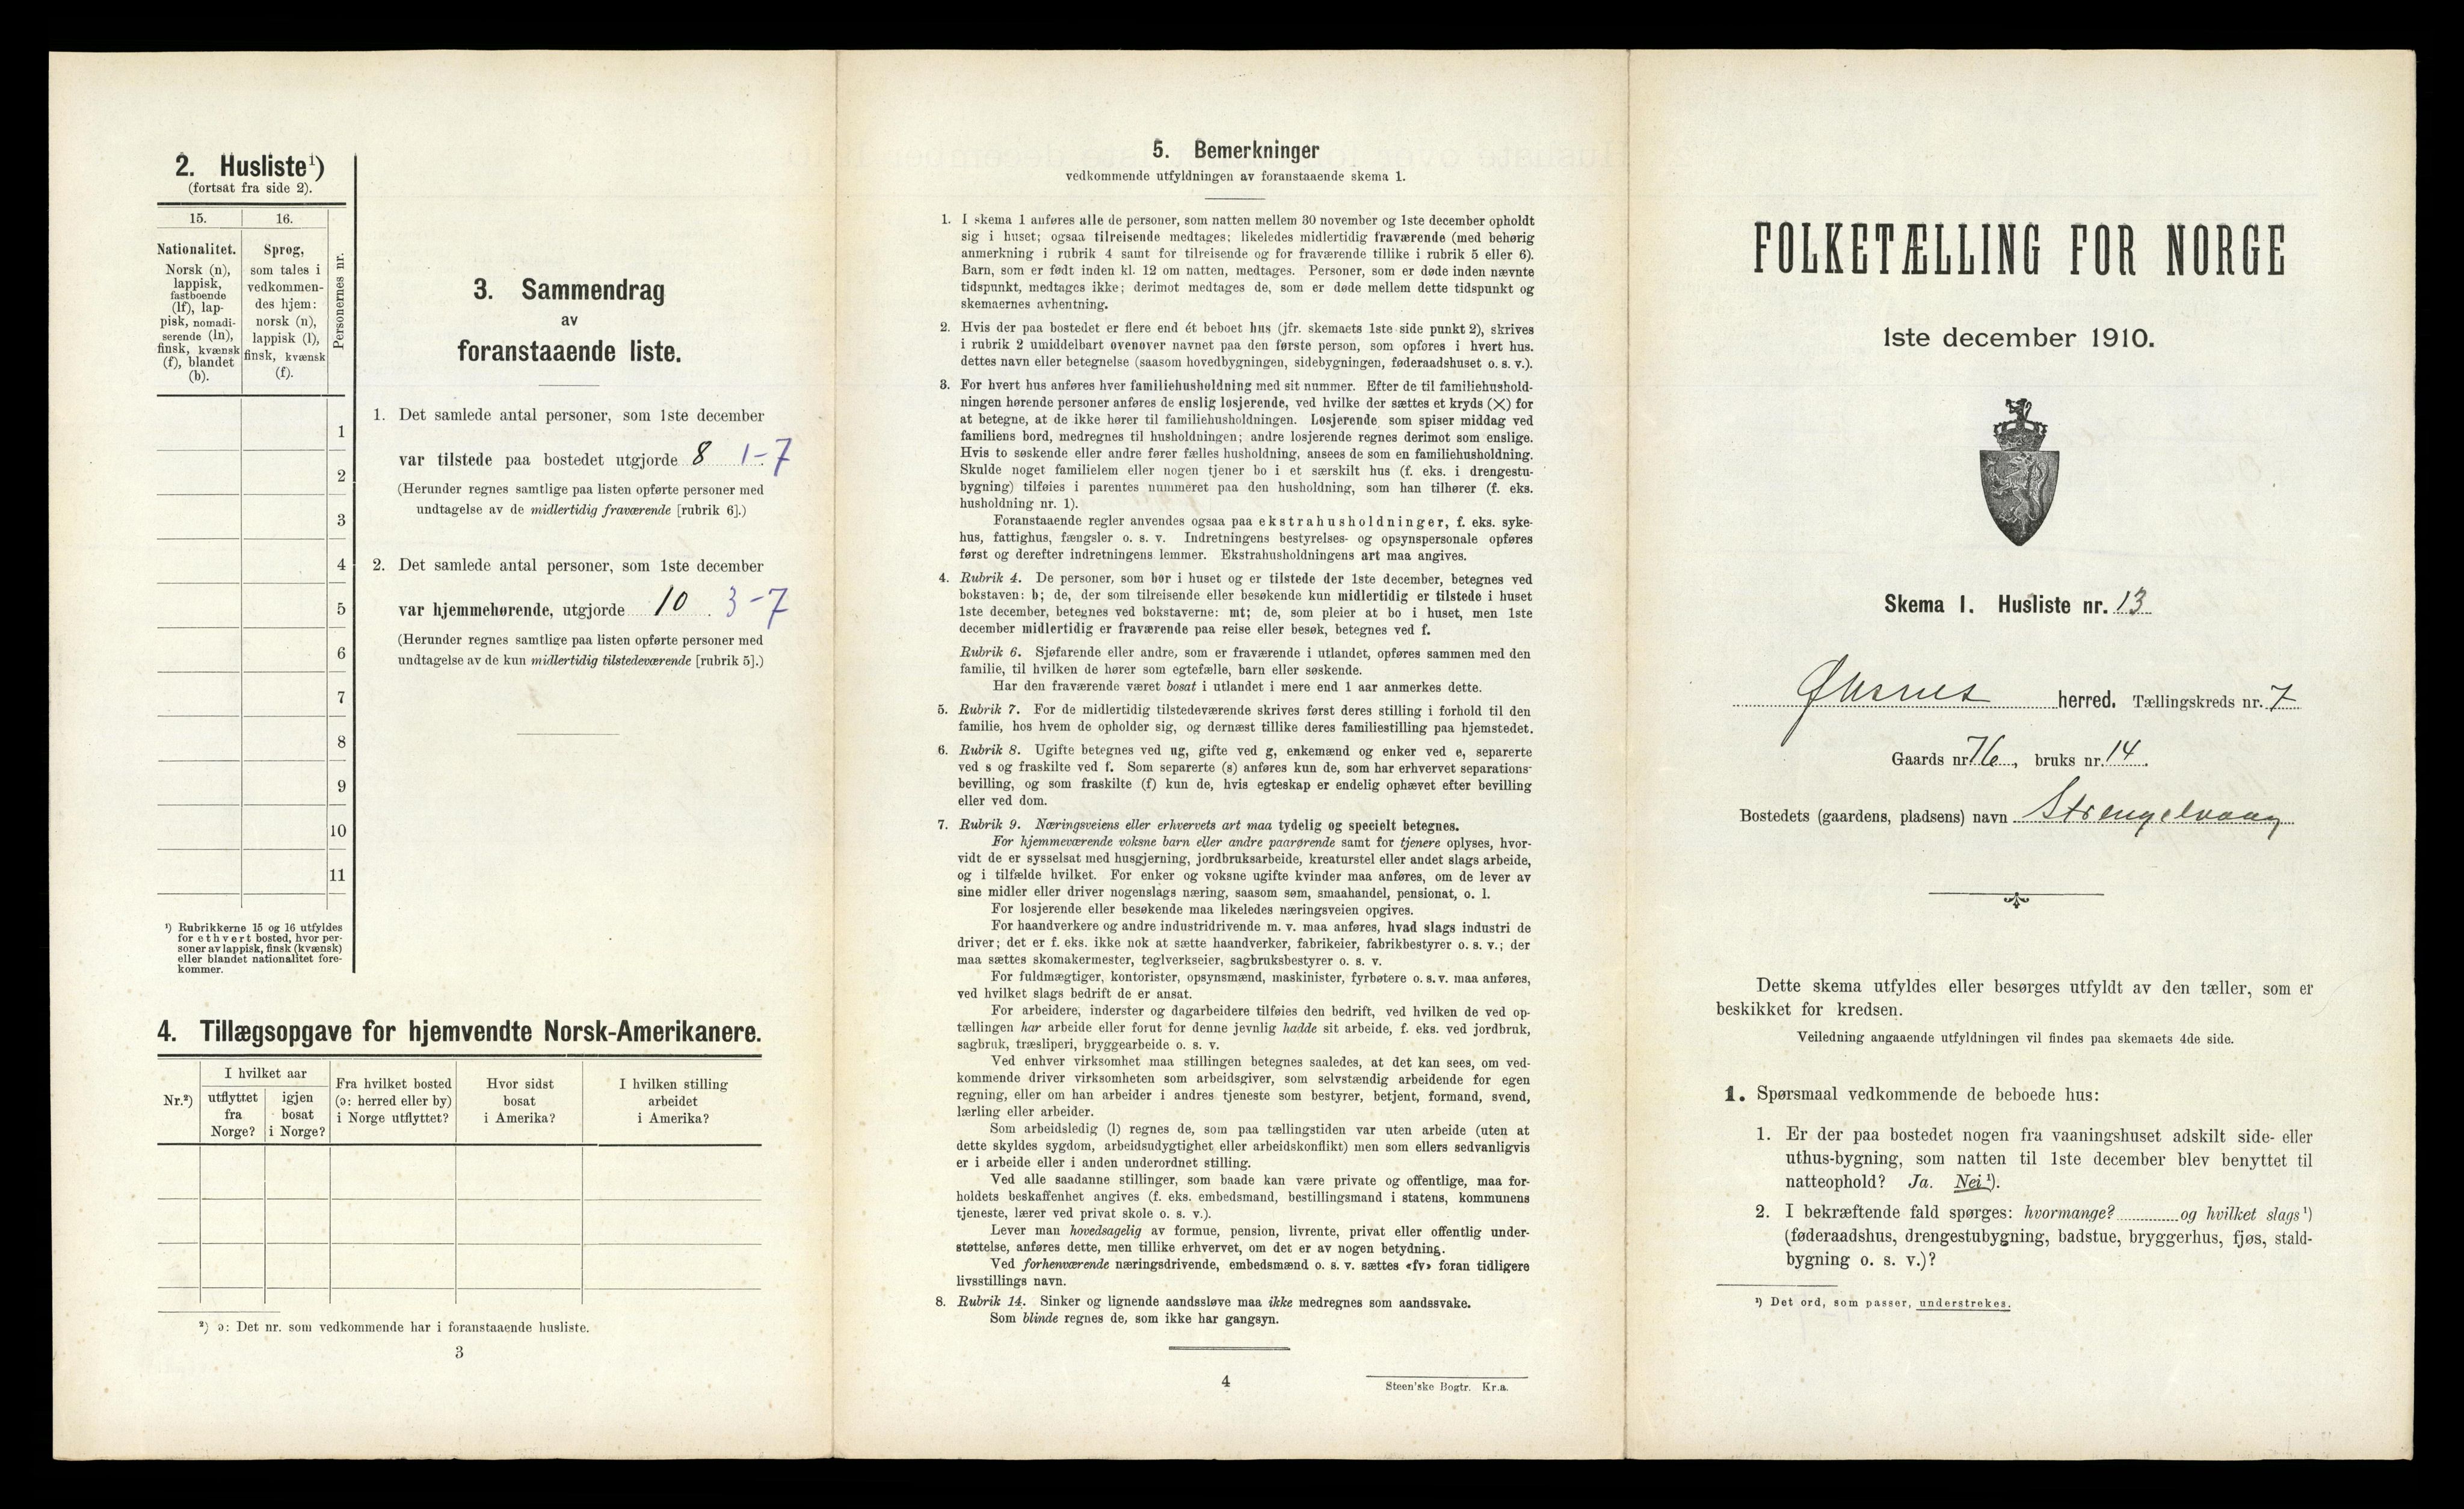 2. Husliste¹)
(fortsat fra side 2).
15.
16.
Personernes nr.
Nationalitet.
Norsk (n),
lappisk,
fastboende
(lf), lap-
pisk, nomadi-
serende (ln),
finsk, kvænsk
(f), blandet
(b).
Sprog,
som tales i
vedkommen-
des hjem:
norsk (n),
lappisk (l),
finsk, kvænsk
(f).
1
2
3
4
5
6
7
8
9
10
11
¹) Rubrikkerne 15 og 16 utfyldes
for ethvert bosted, hvor per-
soner av lappisk, finsk (kvænsk)
eller blandet nationalitet fore-
kommer.
3. Sammendrag
av
foranstaaende liste.
1. Det samlede antal personer, som 1ste december
var tilstede paa bostedet utgjorde 8 1-7
(Herunder regnes samtlige paa listen opførte personer med
undtagelse av de midlertidig fraværende [rubrik 6].)
2. Det samlede antal personer, som 1ste december
var hjemmehørende, utgjorde 10 3-7
(Herunder regnes samtlige paa listen opførte personer med
undtagelse av de kun midlertidig tilstedeværende [rubrik 5].)
4. Tillægsopgave for hjemvendte Norsk-Amerikanere.
Nr.²)
I hvilket aar
utflyttet
fra
Norge?
igjen
bosat
i Norge?
Fra hvilket bosted
(ɔ: herred eller by)
i Norge utflyttet?
Hvor sidst
bosat
i Amerika?
I hvilken stilling
arbeidet
i Amerika?
²) ɔ: Det nr. som vedkommende har i foranstaaende husliste.
3
5. Bemerkninger
vedkommende utfyldningen av foranstaaende skema 1.
1. I skema 1 anføres alle de personer, som natten mellem 30 november og 1ste december opholdt
sig i huset; ogsaa tilreisende medtages; likeledes midlertidig fraværende (med behørig
anmerkning i rubrik 4 samt for tilreisende og for fraværende tillike i rubrik 5 eller 6).
Barn, som er født inden kl. 12 om natten, medtages. Personer, som er døde inden nævnte
tidspunkt, medtages ikke; derimot medtages de, som er døde mellem dette tidspunkt og
skemaernes avhentning.
2. Hvis der paa bostedet er flere end ét beboet hus (jfr. skemaets 1ste side punkt 2), skrives
i rubrik 2 umiddelbart ovenover navnet paa den første person, som opføres i hvert hus.
dettes navn eller betegnelse (saasom hovedbygningen, sidebygningen, føderaadshuset o. s. v.).
3. For hvert hus anføres hver familiehusholdning med sit nummer. Efter de til familiehushold-
ningen hørende personer anføres de enslig losjerende, ved hvilke der sættes et kryds (×) for
at betegne, at de ikke hører til familiehusholdningen. Losjerende som spiser middag ved
familiens bord, medregnes til husholdningen; andre losjerende regnes derimot som enslige.
Hvis to søskende eller andre fører fælles husholdning, ansees de som en familiehusholdning.
Skulde noget familielem eller nogen tjener bo i et særskilt hus (f. eks. i drengestu-
bygning) tilføies i parentes nummeret paa den husholdning, som han tilhører (f. eks.
husholdning nr. 1).
Foranstaaende regler anvendes ogsaa paa ekstrahusholdninger, f. eks. syke-
hus, fattighus, fængsler o. s. v. Indretningens bestyrelses- og opsynspersonale opføres
først og derefter indretningens lemmer. Ekstrahusholdningens art maa angives.
4. Rubrik 4. De personer, som bor i huset og er tilstede der 1ste december, betegnes ved
bokstaven: b; de, der som tilreisende eller besøkende kun midlertidig er tilstede i huset
1ste december, betegnes ved bokstaverne: mt; de, som pleier at bo i huset, men 1ste
december midlertidig er fraværende paa reise eller besøk, betegnes ved f.
Rubrik 6. Sjøfarende eller andre, som er fraværende i utlandet, opføres sammen med den
familie, til hvilken de hører som egtefælle, barn eller søskende.
Har den fraværende været bosat i utlandet i mere end 1 aar anmerkes dette.
5. Rubrik 7. For de midlertidig tilstedeværende skrives først deres stilling i forhold til den
familie, hos hvem de opholder sig, og dernæst tillike deres familiestilling paa hjemstedet.
6. Rubrik 8. Ugifte betegnes ved ug, gifte ved g, enkemænd og enker ved e, separerte
ved s og fraskilte ved f. Som separerte (s) anføres kun de, som har erhvervet separations-
bevilling, og som fraskilte (f) kun de, hvis egteskap er endelig ophævet efter bevilling
eller ved dom.
7. Rubrik 9. Næringsveiens eller erhvervets art maa tydelig og specielt betegnes.
For hjemmeværende voksne barn eller andre paarørende samt for tjenere oplyses, hvor-
vidt de er sysselsat med husgjerning, jordbruksarbeide, kreaturstel eller andet slags arbeide,
og i tilfælde hvilket. For enker og voksne ugifte kvinder maa anføres, om de lever av
sine midler eller driver nogenslags næring, saasom søm, smaahandel, pensionat, o. l.
For losjerende eller besøkende maa likeledes næringsveien opgives.
For haandverkere og andre industridrivende m. v. maa anføres, hvad slags industri de
driver; det er f. eks. ikke nok at sætte haandverker, fabrikeier, fabrikbestyrer o. s. v.; der
maa sættes skomakermester, teglverkseier, sagbruksbestyrer o. s. v.
For fuldmægtiger, kontorister, opsynsmænd, maskinister, fyrbøtere o. s. v. maa anføres,
ved hvilket slags bedrift de er ansat.
For arbeidere, inderster og dagarbeidere tilføies den bedrift, ved hvilken de ved op-
tællingen har arbeide eller forut for denne jevnlig hadde sit arbeide, f. eks. ved jordbruk,
sagbruk, træsliperi, bryggearbeide o. s. v.
Ved enhver virksomhet maa stillingen betegnes saaledes, at det kan sees, om ved-
kommende driver virksomheten som arbeidsgiver, som selvstændig arbeidende for egen
regning, eller om han arbeider i andres tjeneste som bestyrer, betjent, formand, svend,
lærling eller arbeider.
Som arbeidsledig (l) regnes de, som paa tællingstiden var uten arbeide (uten at
dette skyldes sygdom, arbeidsudygtighet eller arbeidskonflikt) men som ellers sedvanligvis
er i arbeide eller i anden underordnet stilling.
Ved alle saadanne stillinger, som baade kan være private og offentlige, maa for-
holdets beskaffenhet angives (f. eks. embedsmand, bestillingsmand i statens, kommunens
tjeneste, lærer ved privat skole o. s. v.).
Lever man hovedsagelig av formue, pension, livrente, privat eller offentlig under-
støttelse, anføres dette, men tillike erhvervet, om det er av nogen betydning.
Ved forhenværende næringsdrivende, embedsmænd o. s. v. sættes «fv» foran tidligere
livsstillings navn.
8. Rubrik 14. Sinker og lignende aandssløve maa ikke medregnes som aandssvake.
Som blinde regnes de, som ikke har gangsyn.
4
Steen'ske Bogtr. Kr.a.
FOLKETÆLLING FOR NORGE
1ste december 1910.
Skema 1. Husliste nr. 13
Øksnes herred. Tællingskreds nr. 7
Gaards nr. 76, bruks nr. 14.
Bostedets (gaardens, pladsens) navn Strengelvaag
Dette skema utfyldes eller besørges utfyldt av den tæller, som er
beskikket for kredsen.
Veiledning angaaende utfyldningen vil findes paa skemaets 4de side.
1. Spørsmaal vedkommende de beboede hus:
1. Er der paa bostedet nogen fra vaaningshuset adskilt side- eller
uthus-bygning, som natten til 1ste december blev benyttet til
natteophold? Ja. Nei¹).
2. I bekræftende fald spørges: hvormange? og hvilket slags¹)
(føderaadshus, drengestubygning, badstue, bryggerhus, fjøs, stald-
bygning o. s. v.)?
¹) Det ord, som passer, understrekes.